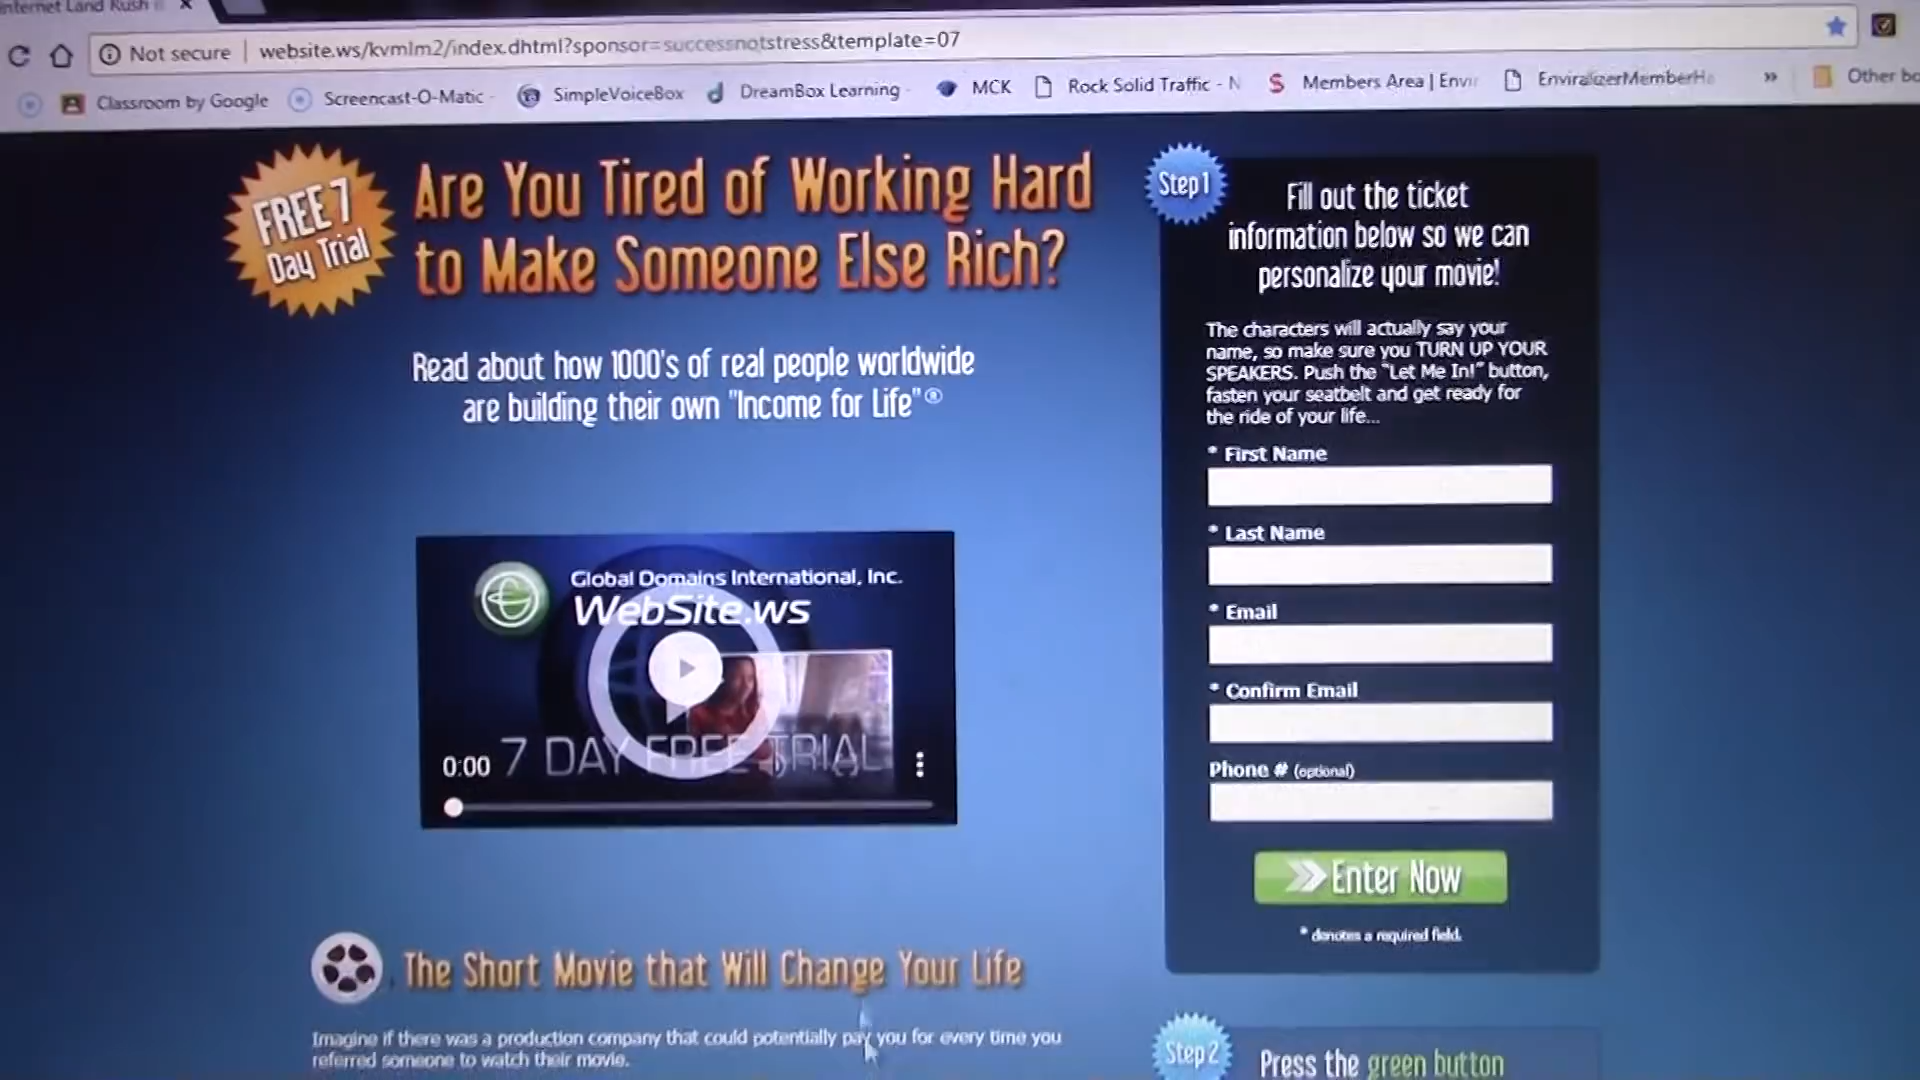 Internet Land Rush
Not secure website.ws/kvmlm2/index.dhtml?sponsor=successnotstress&template=07
Classroom by Google Screencast-O-Matic SimpleVoiceBox DreamBox Learning MCK Rock Solid Traffic - N Members Area | Envir EnviralizerMemberHo » Other bo
FREE 7
Day Trial
Are You Tired of Working Hard
to Make Someone Else Rich?
Read about how 1000's of real people worldwide
are building their own "Income for Life"®
Global Domains International, Inc.
WebSite.ws
7 DAY FREE TRIAL
0:00
The Short Movie that Will Change Your Life
Imagine if there was a production company that could potentially pay you for every time you
referred someone to watch their movie.
Step 1
Fill out the ticket
information below so we can
personalize your movie!
The characters will actually say your
name, so make sure you TURN UP YOUR
SPEAKERS. Push the "Let Me In!" button,
fasten your seatbelt and get ready for
the ride of your life...
* First Name
* Last Name
* Email
* Confirm Email
Phone # (optional)
Enter Now
* denotes a required field.
Step 2
Press the green button